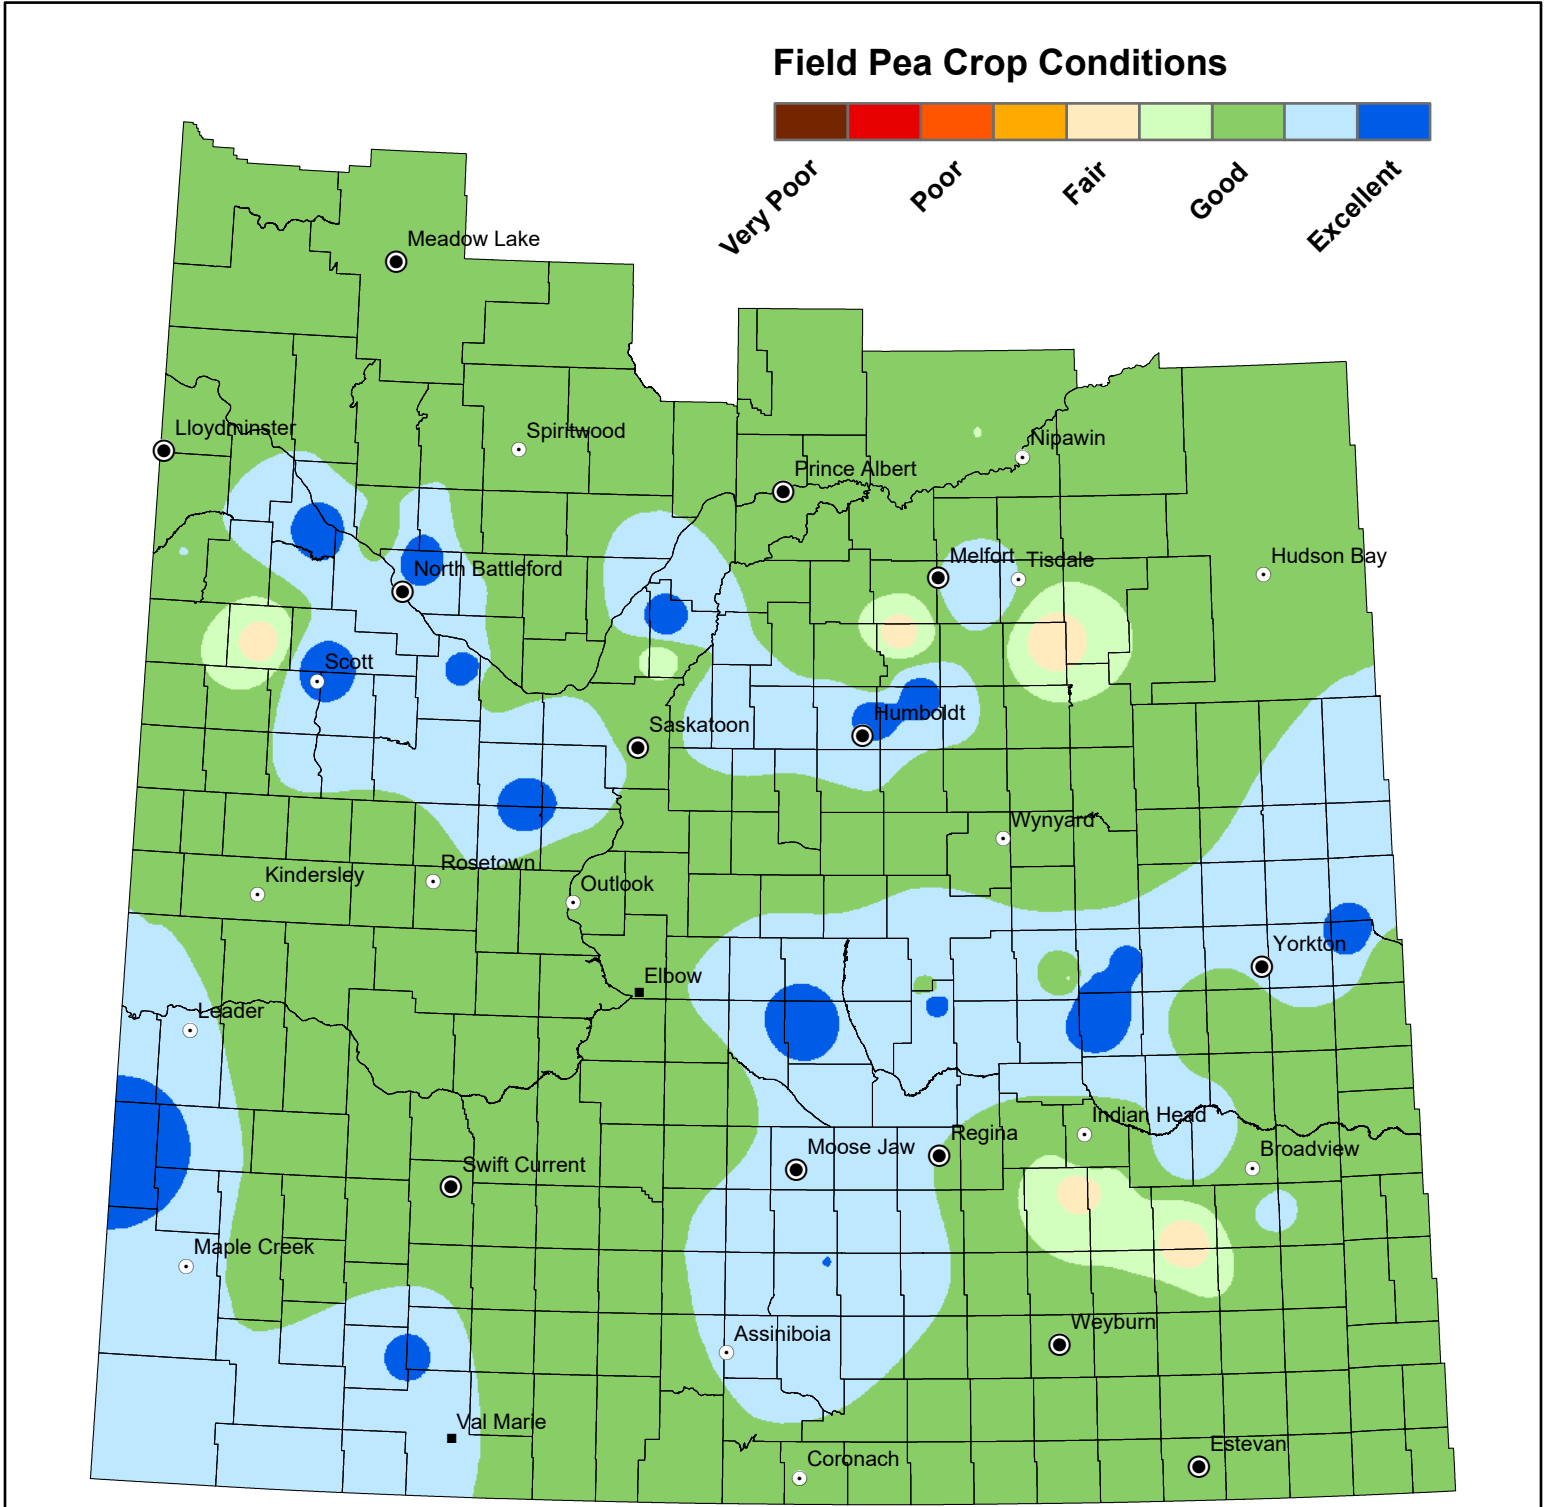 Field Pea Crop Conditions
Very Poor
Poor
Fair
Good
Excellent
Meadow Lake
Lloydminster
Spiritwood
Nipawin
Prince Albert
North Battleford
Melfort
Tisdale
Hudson Bay
Scott
Saskatoon
Humboldt
Wynyard
Kindersley
Rosetown
Outlook
Yorkton
Elbow
Leader
Indian Head
Regina
Moose Jaw
Broadview
Swift Current
Maple Creek
Weyburn
Assiniboia
Val Marie
Estevan
Coronach